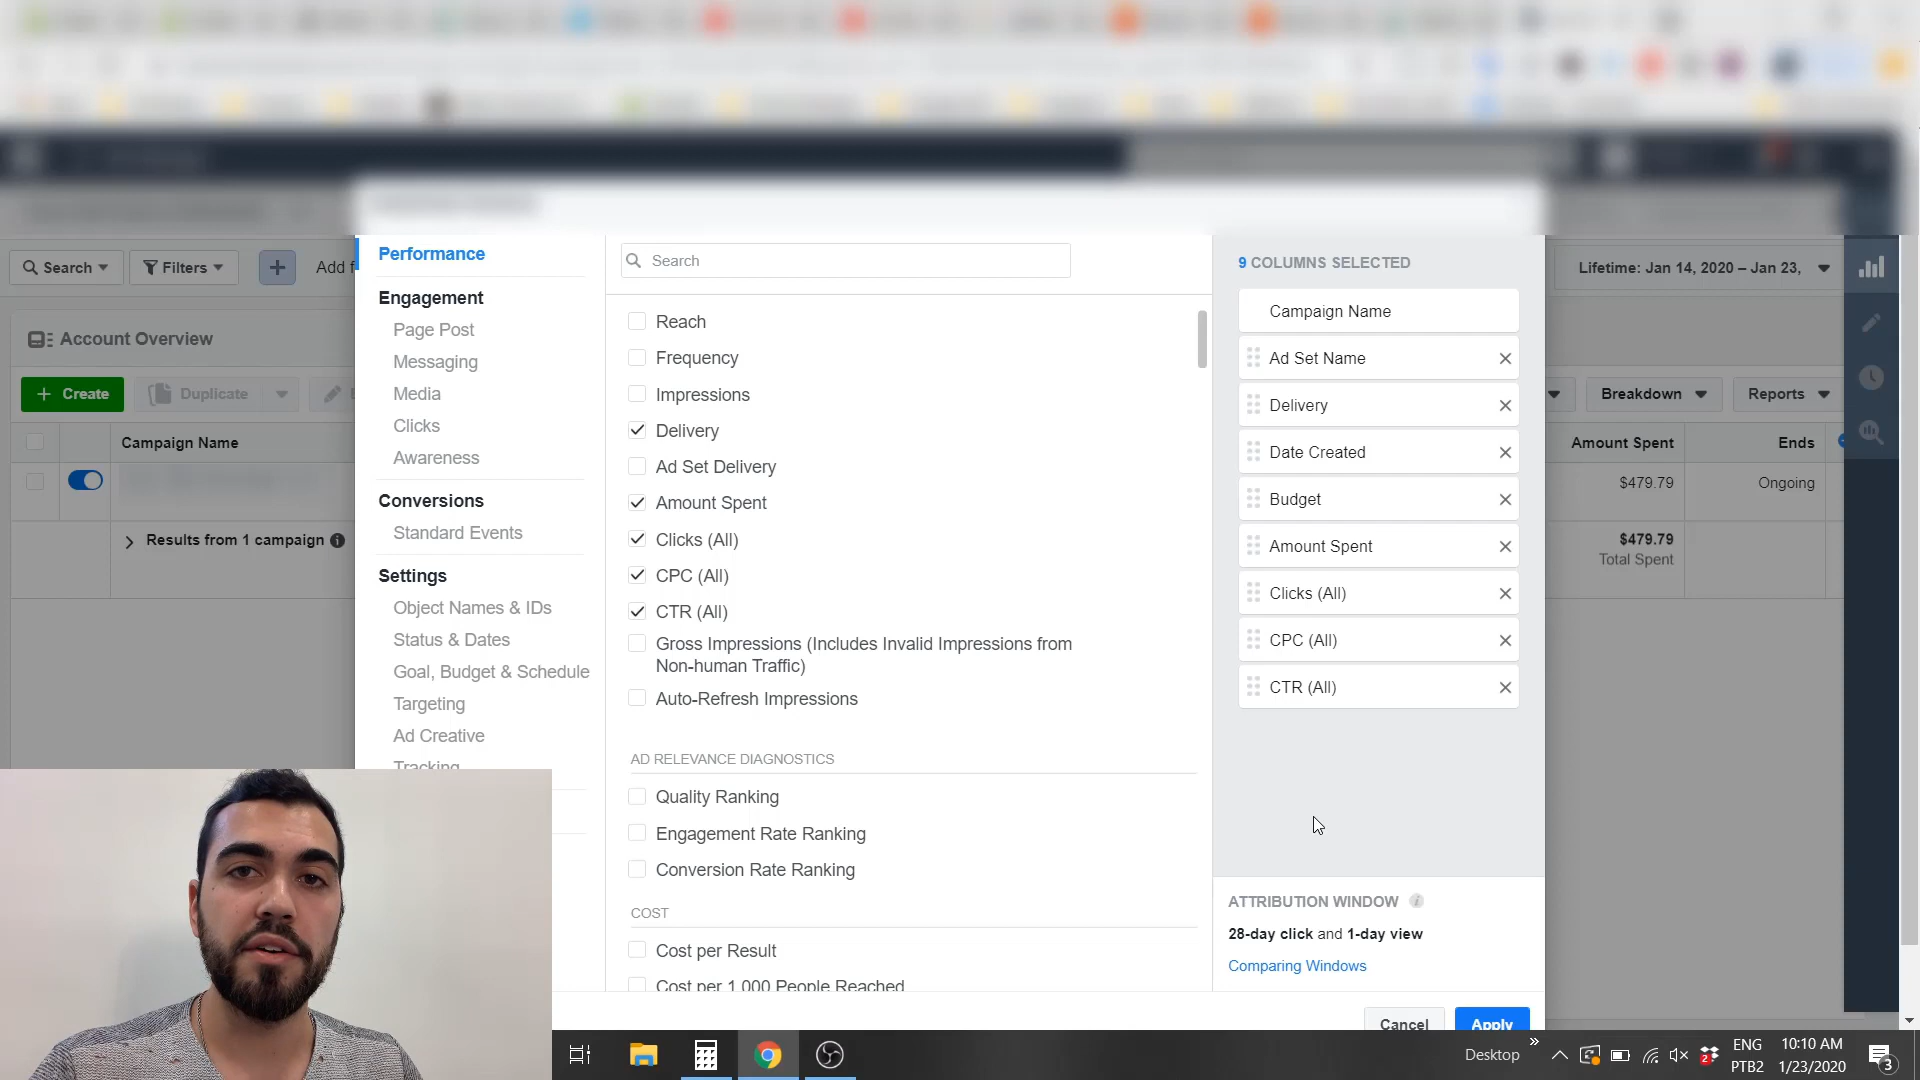 Search
Filters
Add f
Lifetime: Jan 14, 2020 – Jan 23,
Account Overview
Create
Duplicate
Breakdown
Reports
Campaign Name
Amount Spent
Ends
$479.79
Ongoing
Results from 1 campaign
$479.79
Total Spent
Performance
Engagement
Page Post
Messaging
Media
Clicks
Awareness
Conversions
Standard Events
Settings
Object Names & IDs
Status & Dates
Goal, Budget & Schedule
Targeting
Ad Creative
Tracking
Search
Reach
Frequency
Impressions
Delivery
Ad Set Delivery
Amount Spent
Clicks (All)
CPC (All)
CTR (All)
Gross Impressions (Includes Invalid Impressions from
Non-human Traffic)
Auto-Refresh Impressions
AD RELEVANCE DIAGNOSTICS
Quality Ranking
Engagement Rate Ranking
Conversion Rate Ranking
COST
Cost per Result
Cost per 1,000 People Reached
9 COLUMNS SELECTED
Campaign Name
Ad Set Name
Delivery
Date Created
Budget
Amount Spent
Clicks (All)
CPC (All)
CTR (All)
ATTRIBUTION WINDOW
28-day click and 1-day view
Comparing Windows
Cancel
Apply
Desktop
2
ENG
PTB2
10:10 AM
1/23/2020
3